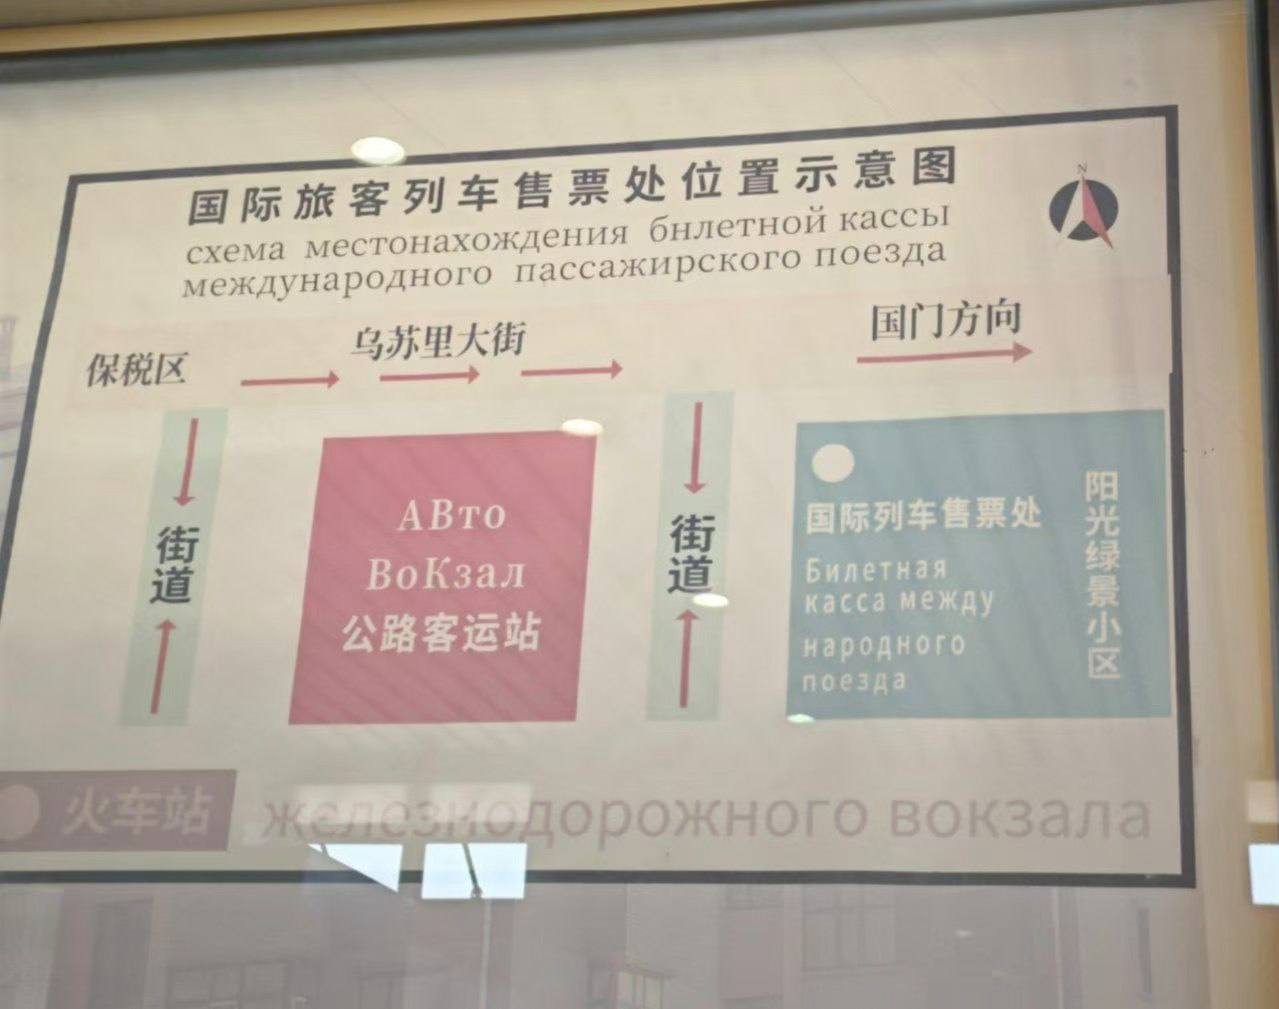 国际旅客列车售票处位置示意图
N
схема местонахождения бнлетной кассы
международного пассажирского поезда
国门方向
乌苏里大街
保税区
街道
АВто
ВоКзал
公路客运站
街道
国际列车售票处
Билетная
касса между
народного
поезда
阳光绿景小区
火车站
железнодорожного вокзала